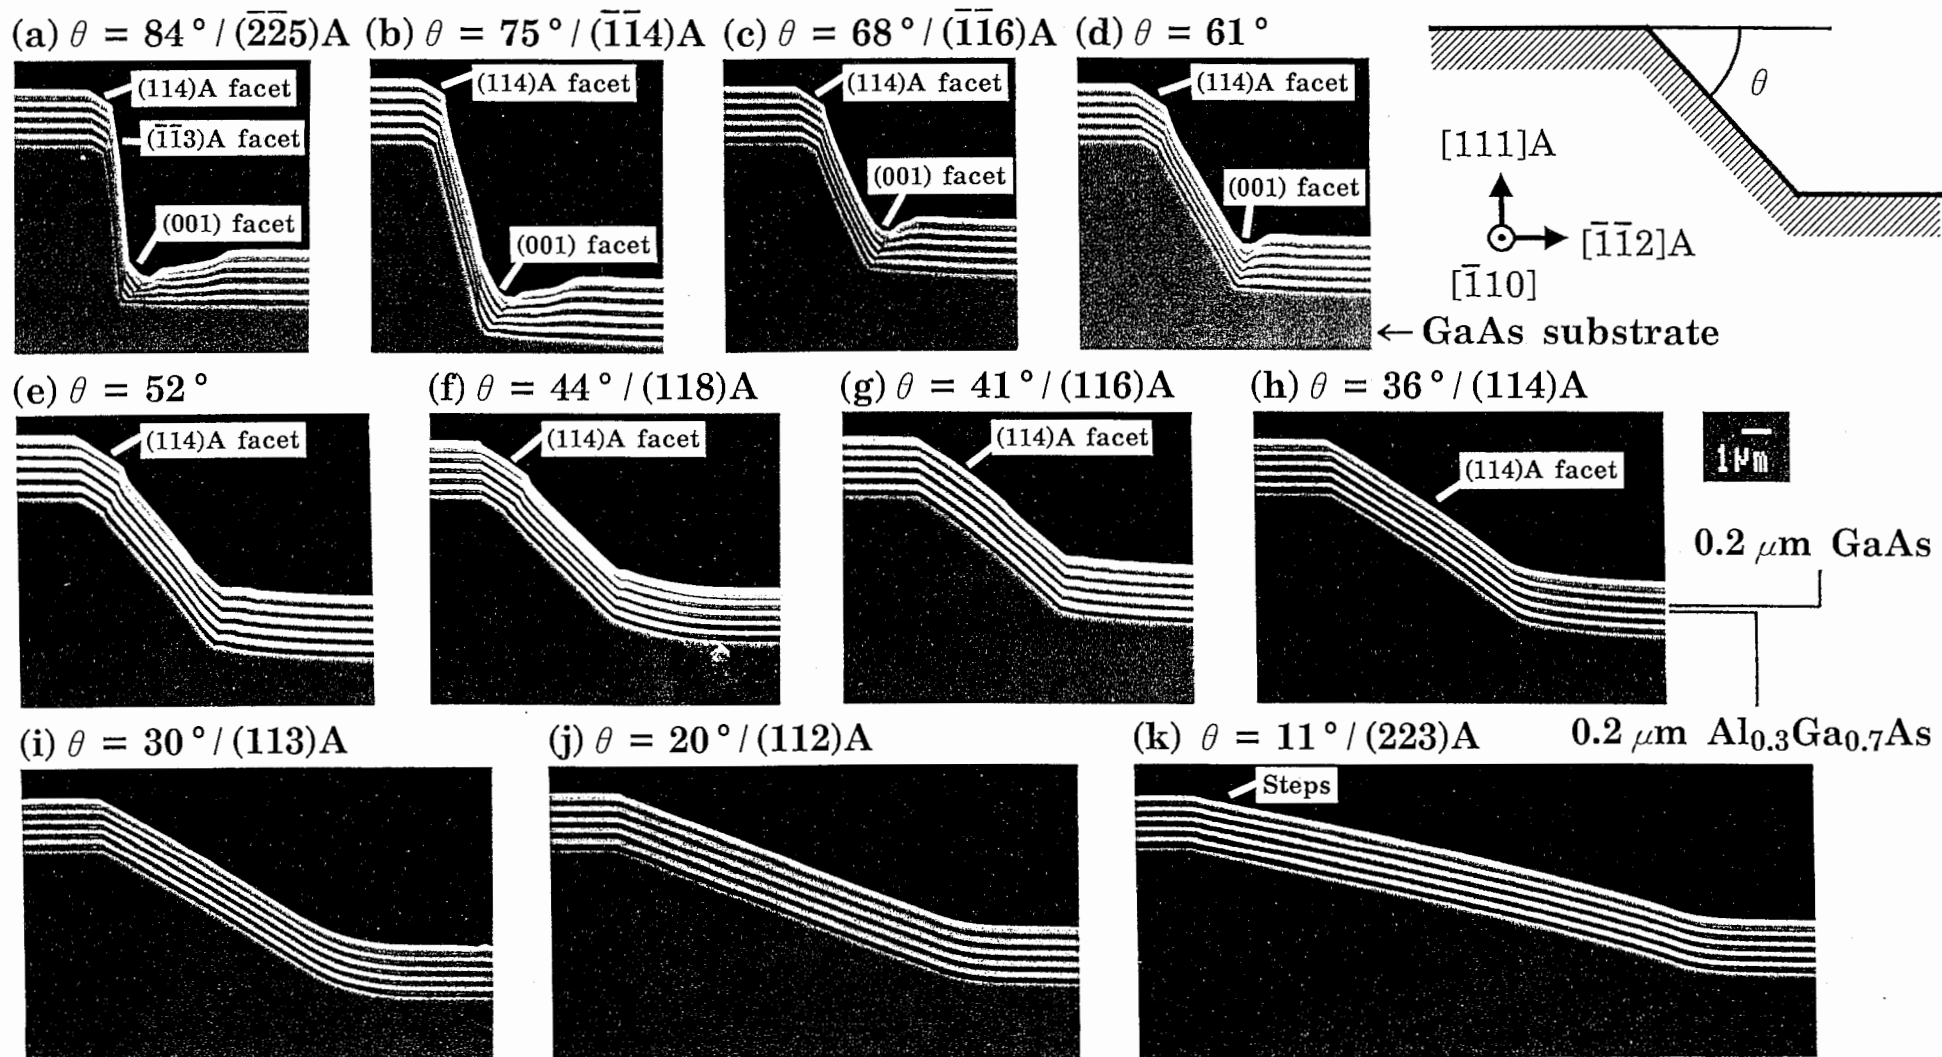 (a) θ = 84°/(2̅2̅5)A (b) θ = 75°/(1̅1̅4)A (c) θ = 68°/(1̅1̅6)A (d) θ = 61°
(114)A facet
(1̅1̅3)A facet
(001) facet
(114)A facet
(001) facet
(114)A facet
(001) facet
(114)A facet
(001) facet
θ
[111]A
[1̅1̅2]A
[1̅10]
← GaAs substrate
(e) θ = 52° (f) θ = 44°/(118)A (g) θ = 41°/(116)A (h) θ = 36°/(114)A
(114)A facet
(114)A facet
(114)A facet
(114)A facet
1μm
0.2 μm GaAs
0.2 μm Al₀.₃Ga₀.₇As
(i) θ = 30°/(113)A (j) θ = 20°/(112)A (k) θ = 11°/(223)A
Steps